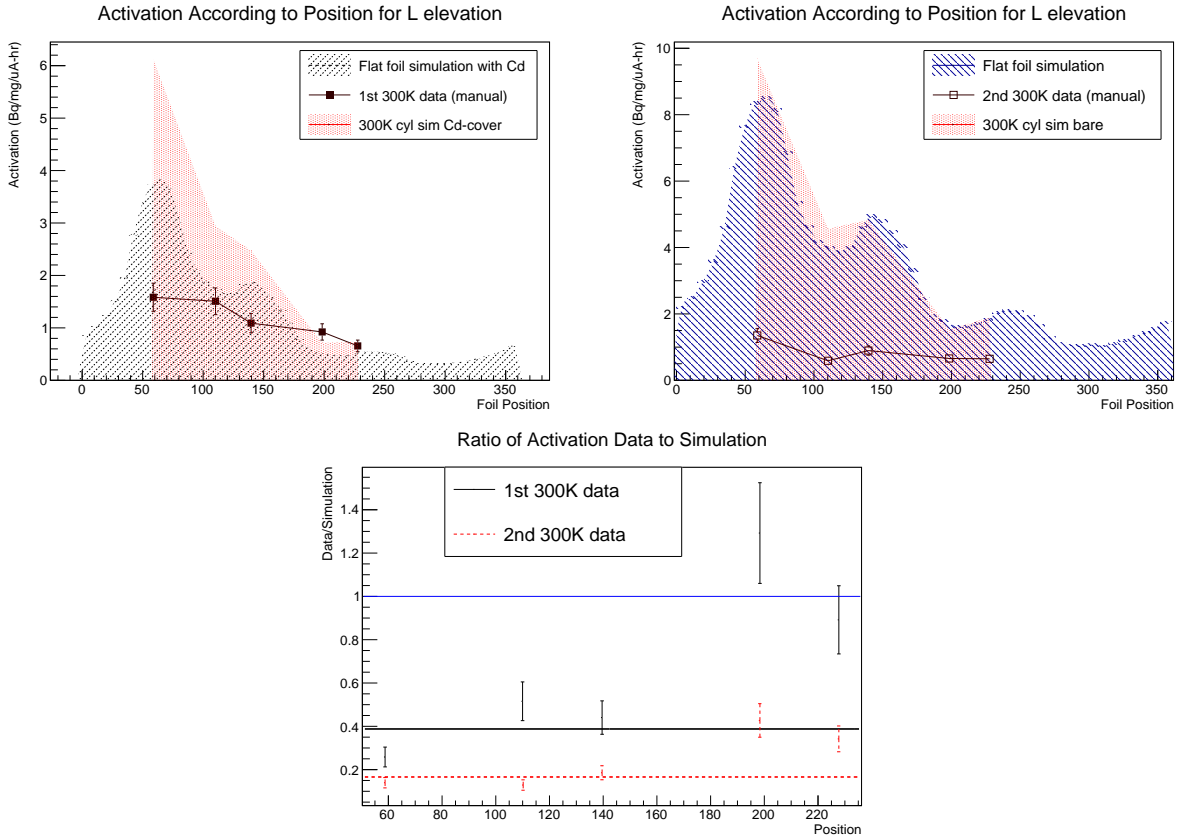 Activation According to Position for L elevation
Activation (Bq/mg/uA-hr)
6
5
4
3
2
1
0
Flat foil simulation with Cd
1st 300K data (manual)
300K cyl sim Cd-cover
0 50 100 150 200 250 300 350
Foil Position
Activation According to Position for L elevation
Activation (Bq/mg/uA-hr)
10
8
6
4
2
0
Flat foil simulation
2nd 300K data (manual)
300K cyl sim bare
0 50 100 150 200 250 300 350
Foil Position
Ratio of Activation Data to Simulation
Data/Simulation
1.4
1.2
1
0.8
0.6
0.4
0.2
1st 300K data
2nd 300K data
60 80 100 120 140 160 180 200 220
Position